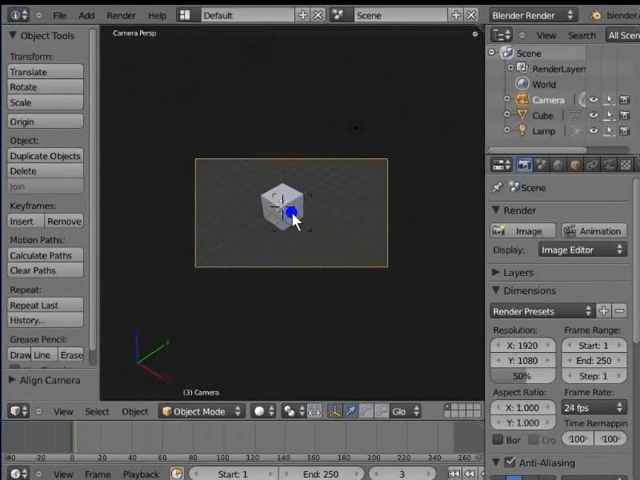 File Add Render Help Default Scene Blender Render blender
Object Tools
Camera Persp
View Search All Scen
Transform:
Translate
Rotate
Scale
Origin
Object:
Duplicate Objects
Delete
Join
Keyframes:
Insert Remove
Motion Paths:
Calculate Paths
Clear Paths
Repeat:
Repeat Last
History...
Grease Pencil:
Draw Line Erase
Align Camera
(3) Camera
View Select Object Object Mode Glo
Scene
RenderLayers
World
Camera
Cube
Lamp
Scene
Render
Image Animation
Display: Image Editor
Layers
Dimensions
Render Presets
Resolution: Frame Range:
X: 1920 Start: 1
Y: 1080 End: 250
50% Step: 1
Aspect Ratio: Frame Rate:
X: 1.000 24 fps
Y: 1.000 Time Remappin
Bor Cro 100 100
Anti-Aliasing
-40 -20 0 20 40 60 80 100 120 140 160 180 200 220 240 260
View Frame Playback Start: 1 End: 250 3